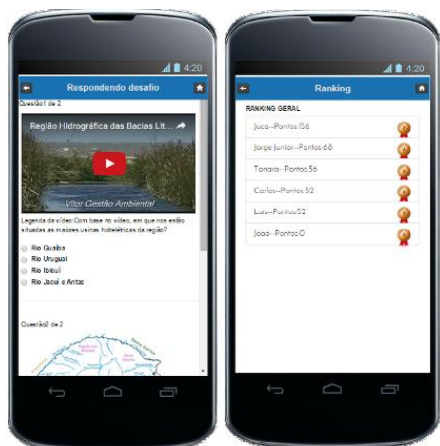 4:20
Respondendo desafio
Questão1 de 2
Região Hidrográfica das Bacias Lit...
Vitor Gestão Ambiental
Legenda da vídeo:Com base no vídeo, em que rios estão
situadas as maiores usinas hidrelétricas da região?
Rio Guaíba
Rio Uruguai
Rio Ibicuí
Rio Jacuí e Antas
Questão2 de 2
4:20
Ranking
RANKING GERAL
Juca--Pontos:156
Jorge Junior--Pontos:68
Tanara--Pontos:56
Carlos--Pontos:52
Luis--Pontos:52
Joao--Pontos:0